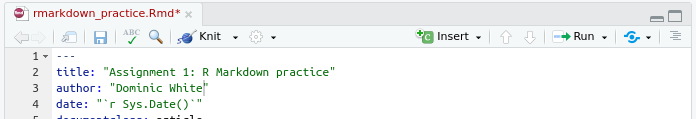 rmarkdown_practice.Rmd*
ABC Knit Insert Run
1 ---
2 title: "Assignment 1: R Markdown practice"
3 author: "Dominic White"
4 date: "`r Sys.Date()`"